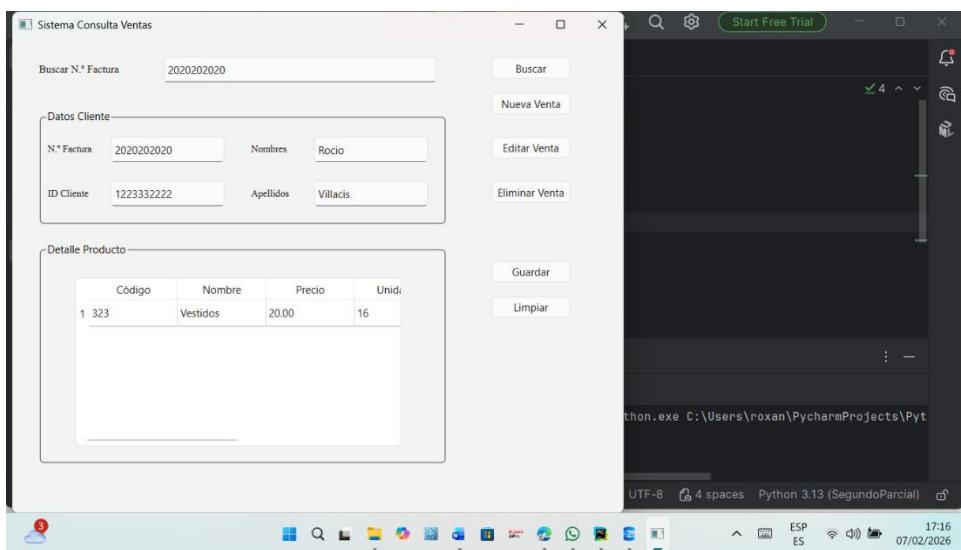 Sistema Consulta Ventas
Start Free Trial
Buscar N.º Factura 2020202020 Buscar
Nueva Venta
4
Datos Cliente
N.º Factura 2020202020 Nombres Rocio Editar Venta
ID Cliente 1223332222 Apellidos Villacis Eliminar Venta
Detalle Producto
Guardar
Código Nombre Precio Unida
1 323 Vestidos 20.00 16
Limpiar
thon.exe C:\Users\roxan\PycharmProjects\Pyt
UTF-8 4 spaces Python 3.13 (SegundoParcial)
3
ESP
ES
17:16
07/02/2026